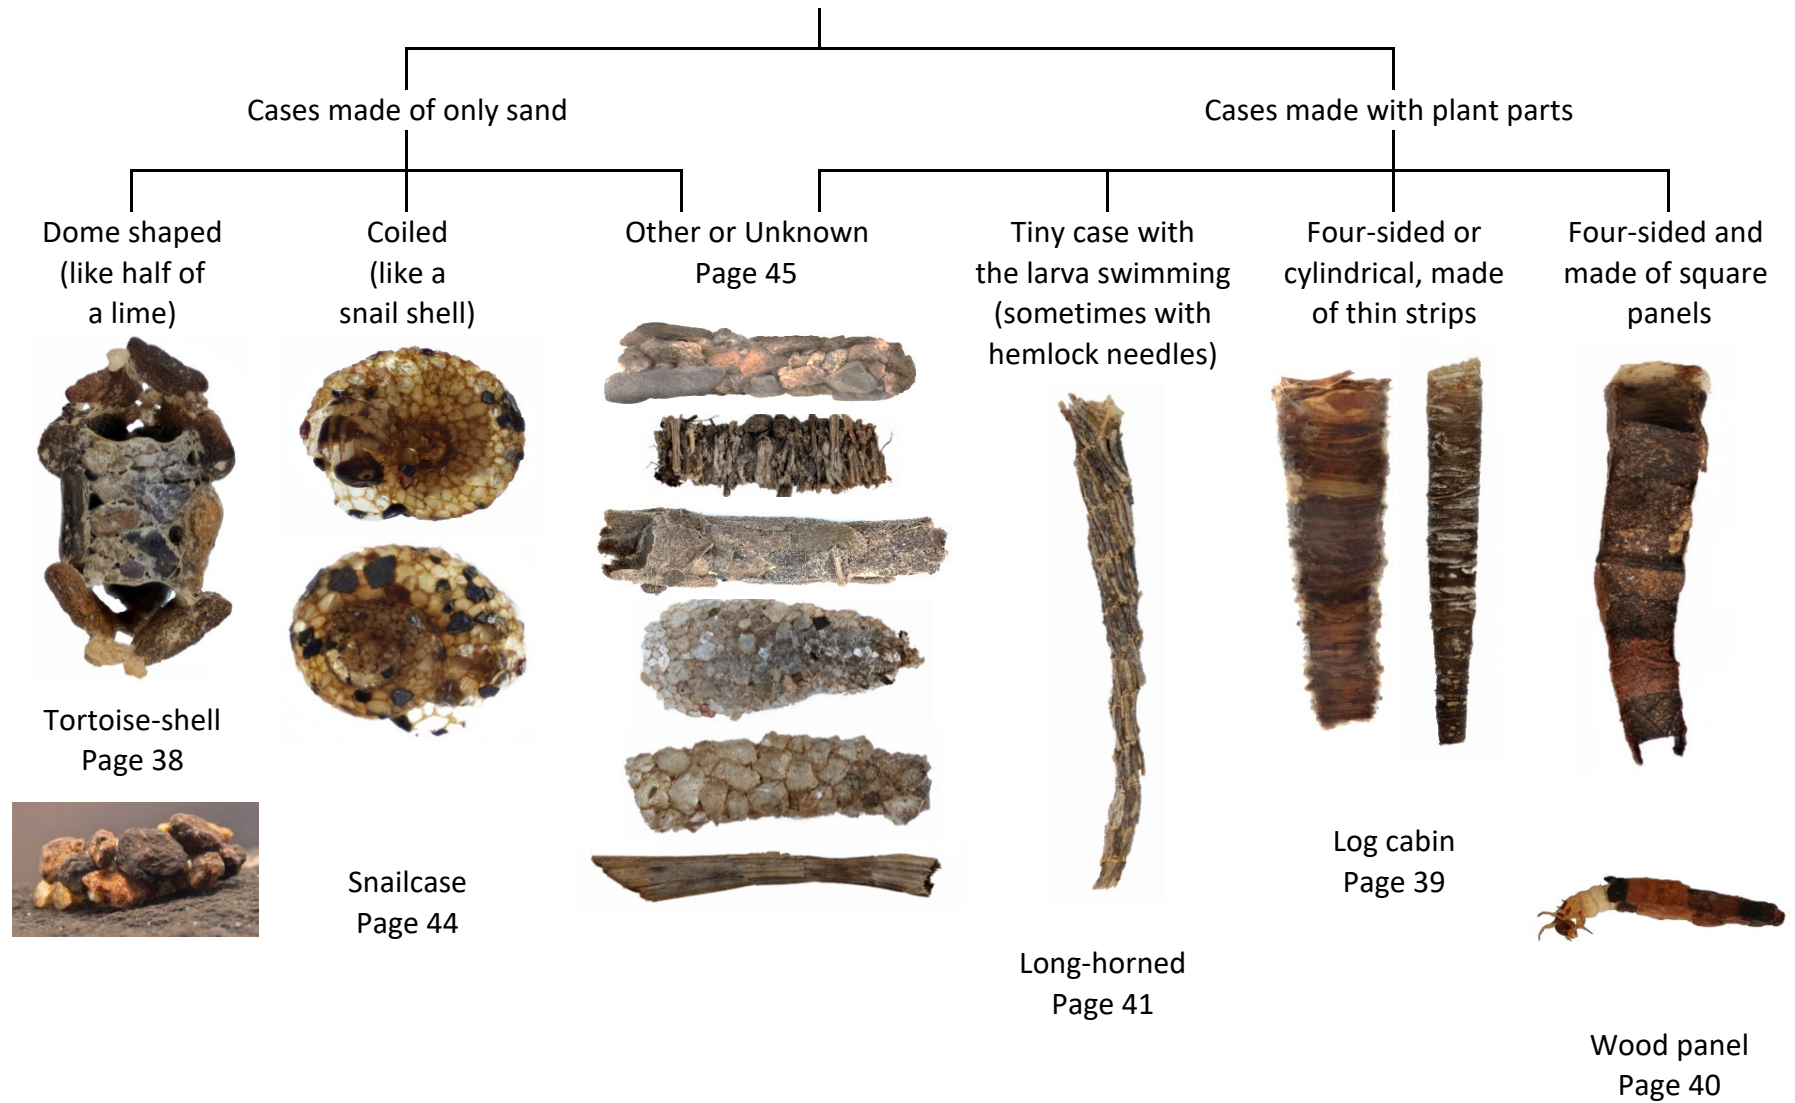 Cases made of only sand
Cases made with plant parts
Dome shaped
(like half of
a lime)
Coiled
(like a
snail shell)
Other or Unknown
Page 45
Tiny case with
the larva swimming
(sometimes with
hemlock needles)
Four-sided or
cylindrical, made
of thin strips
Four-sided and
made of square
panels
Tortoise-shell
Page 38
Snailcase
Page 44
Long-horned
Page 41
Log cabin
Page 39
Wood panel
Page 40